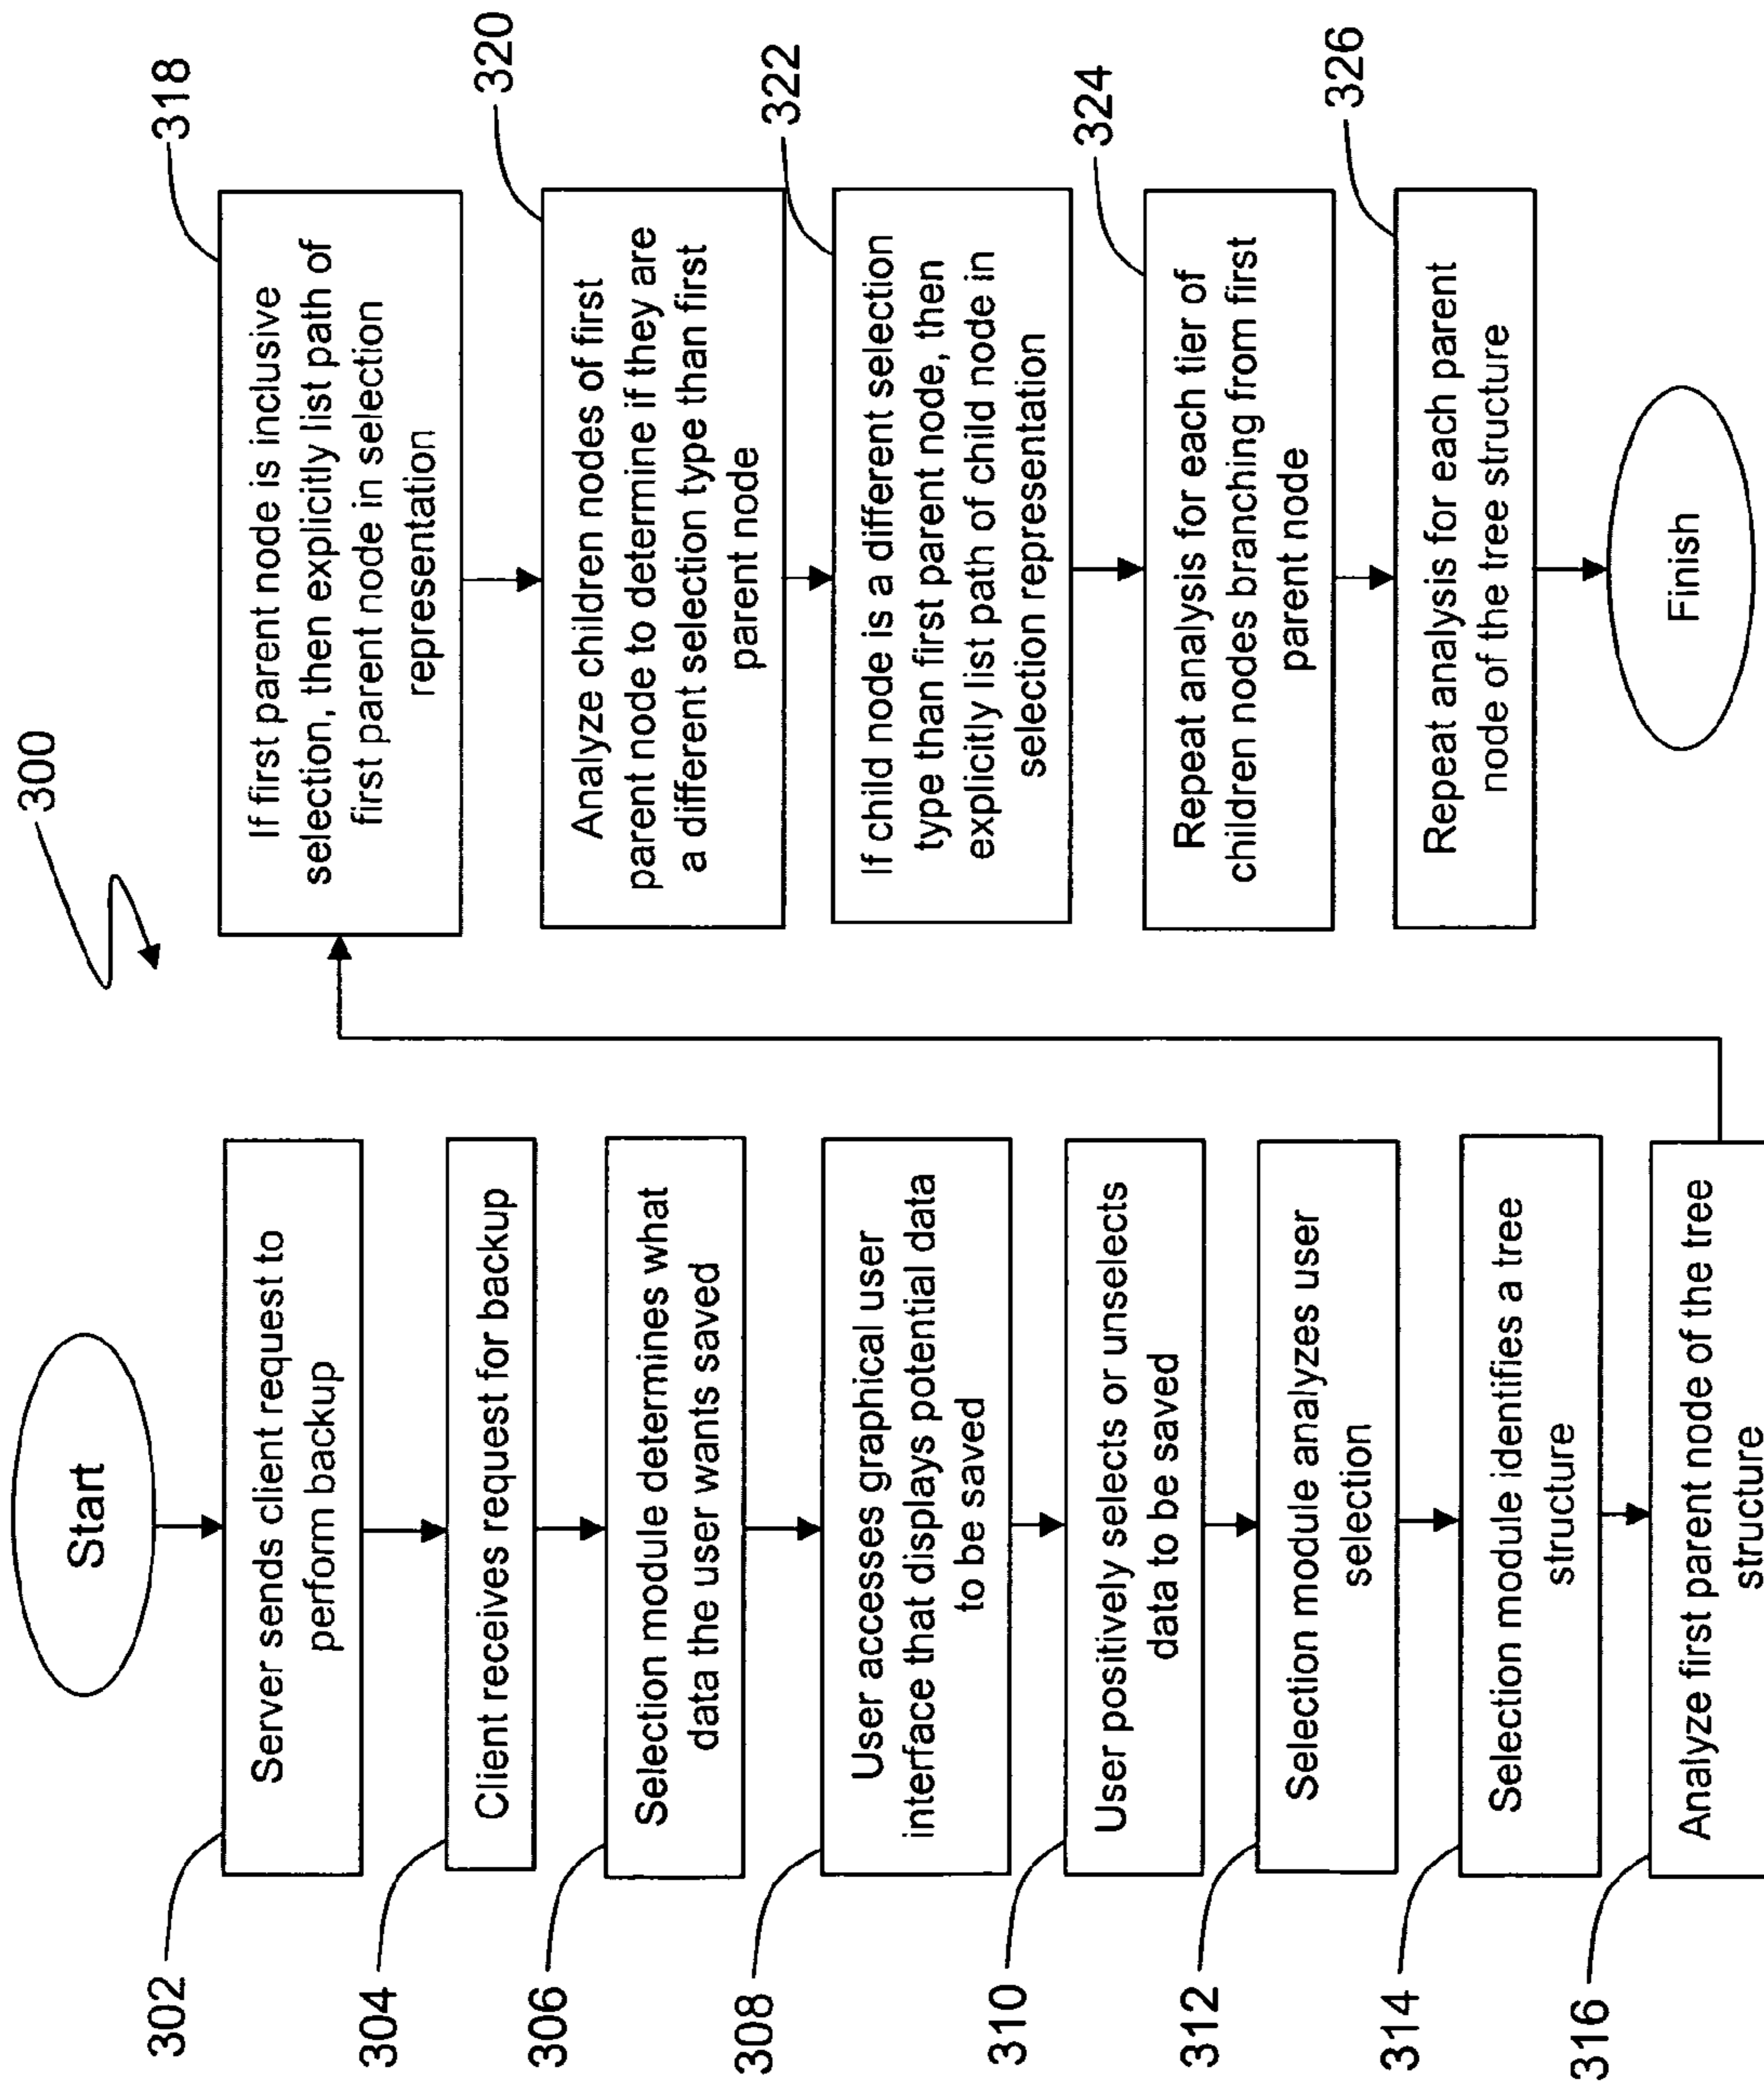 300
Start
302
Server sends client request to
perform backup
304
Client receives request for backup
306
Selection module determines what
data the user wants saved
308
User accesses graphical user
interface that displays potential data
to be saved
310
User positively selects or unselects
data to be saved
312
Selection module analyzes user
selection
314
Selection module identifies a tree
structure
316
Analyze first parent node of the tree
structure
318
If first parent node is inclusive
selection, then explicitly list path of
first parent node in selection
representation
320
Analyze children nodes of first
parent node to determine if they are
a different selection type than first
parent node
322
If child node is a different selection
type than first parent node, then
explicitly list path of child node in
selection representation
324
Repeat analysis for each tier of
children nodes branching from first
parent node
326
Repeat analysis for each parent
node of the tree structure
Finish